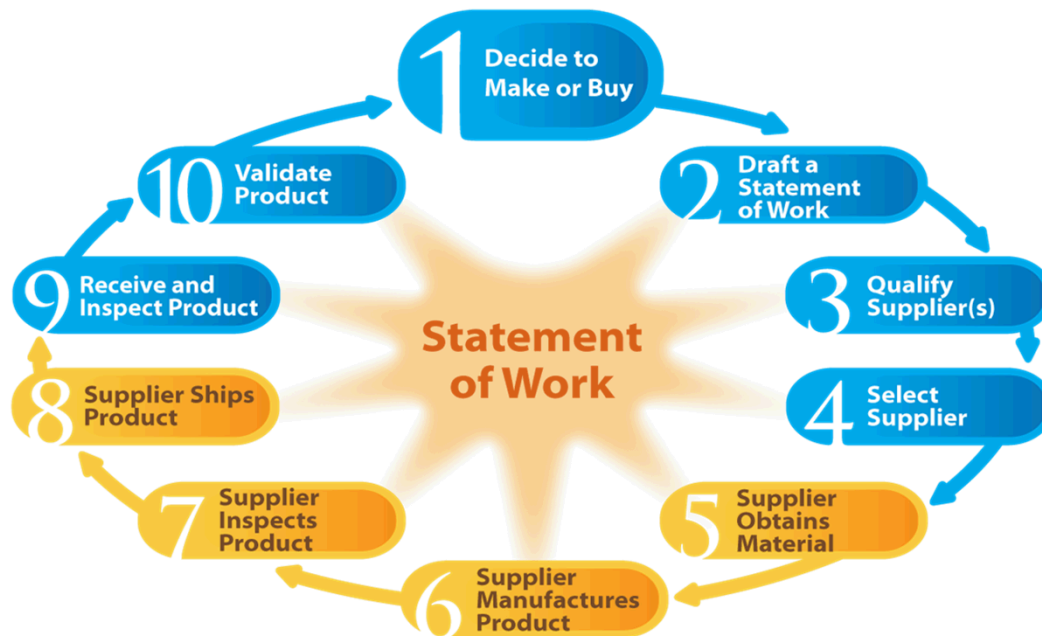 1 Decide to
Make or Buy
2 Draft a
Statement
of Work
3 Qualify
Supplier(s)
4 Select
Supplier
5 Supplier
Obtains
Material
6 Supplier
Manufactures
Product
7 Supplier
Inspects
Product
8 Supplier Ships
Product
9 Receive and
Inspect Product
10 Validate
Product
Statement
of Work